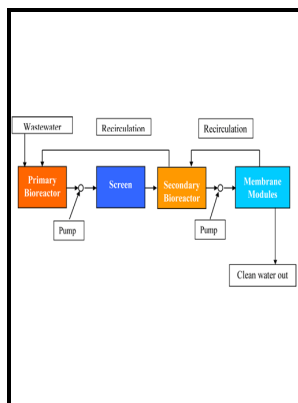 Wastewater
Recirculation
Recirculation
Primary
Bioreactor
Screen
Secondary
Bioreactor
Membrane
Modules
Pump
Pump
Clean water out